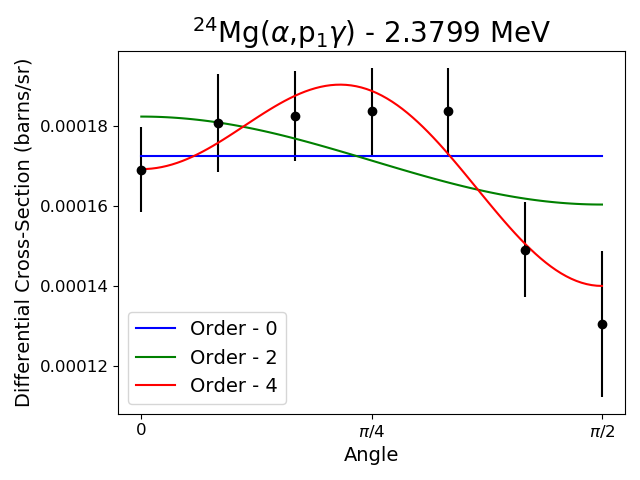 ²⁴Mg(α,p₁γ) - 2.3799 MeV
Differential Cross-Section (barns/sr)
0.00018
0.00016
0.00014
0.00012
Order - 0
Order - 2
Order - 4
0 π/4 π/2
Angle